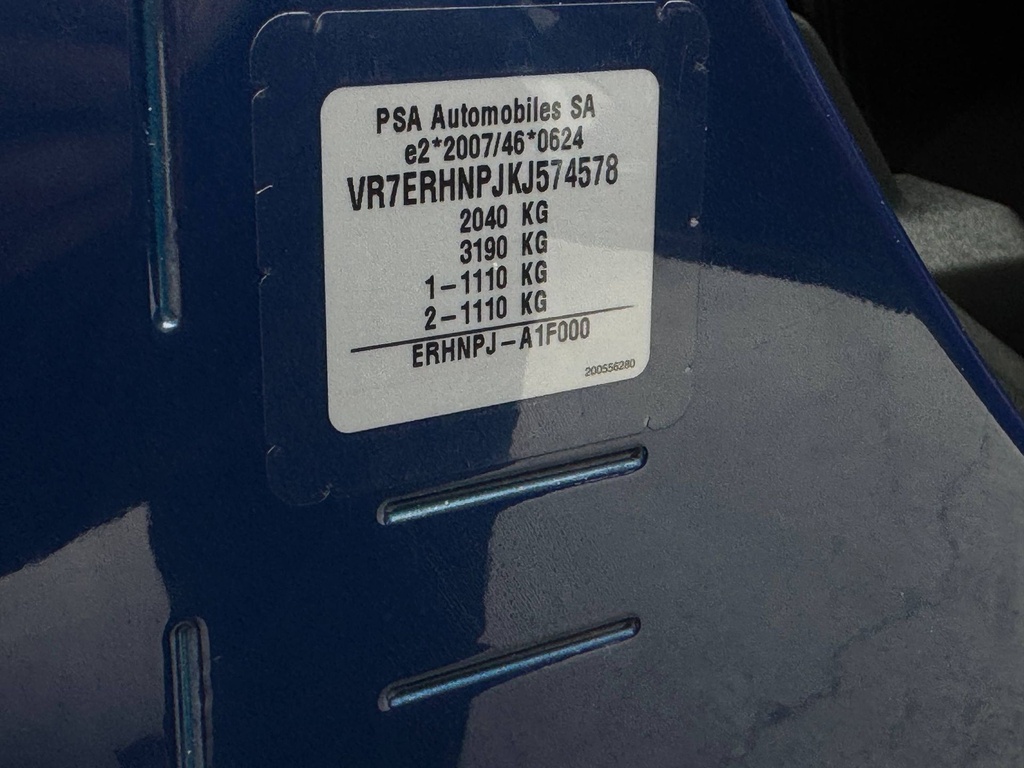 PSA Automobiles SA
e2*2007/46*0624
VR7ERHNPJKJ574578
2040 KG
3190 KG
1-1110 KG
2-1110 KG
ERHNPJ-A1F000
200556280